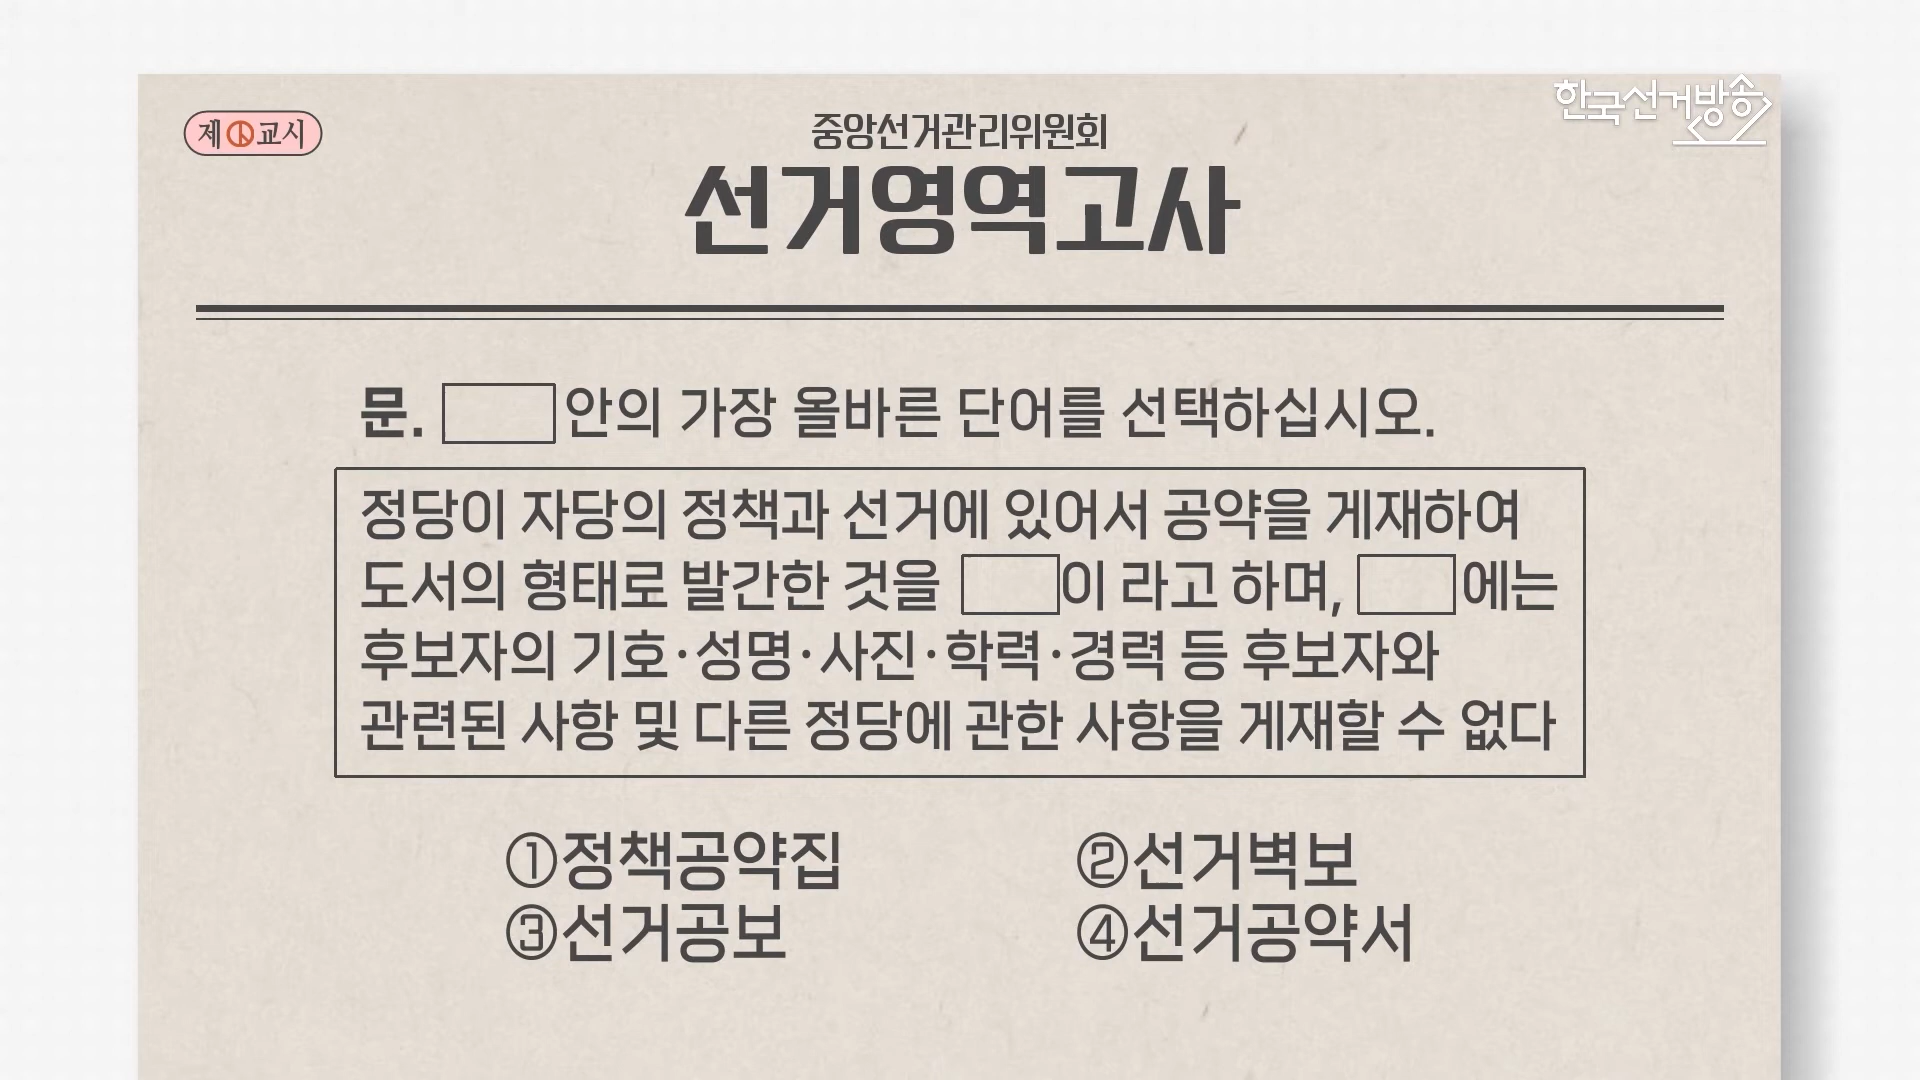 한국선거방송
제1교시
중앙선거관리위원회
선거영역고사
문. 안의 가장 올바른 단어를 선택하십시오.
정당이 자당의 정책과 선거에 있어서 공약을 게재하여
도서의 형태로 발간한 것을 이 라고 하며, 에는
후보자의 기호·성명·사진·학력·경력 등 후보자와
관련된 사항 및 다른 정당에 관한 사항을 게재할 수 없다
①정책공약집 ②선거벽보
③선거공보 ④선거공약서